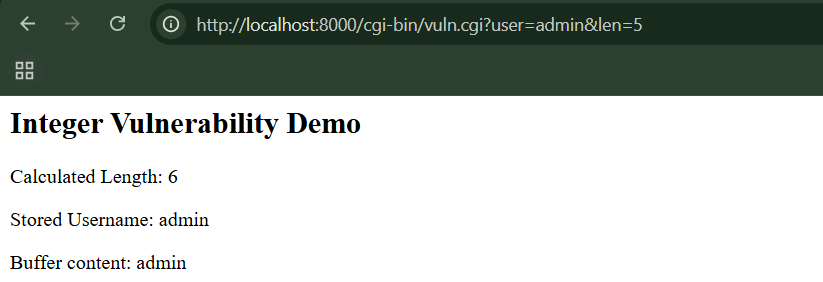 http://localhost:8000/cgi-bin/vuln.cgi?user=admin&len=5
Integer Vulnerability Demo
Calculated Length: 6
Stored Username: admin
Buffer content: admin